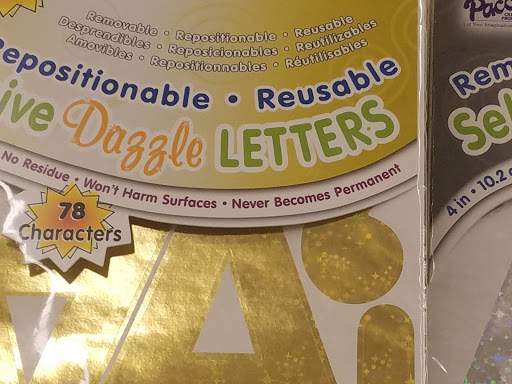 Removable • Repositionable • Reusable
Desprendibles • Reposicionables • Reutilizables
Amovibles • Repositionnables • Réutilisables
Repositionable • Reusable
ive Dazzle LETTERS
No Residue • Won't Harm Surfaces • Never Becomes Permanent
78
Characters
A i
Pac
Rem
Sel
4 in • 10.2 c